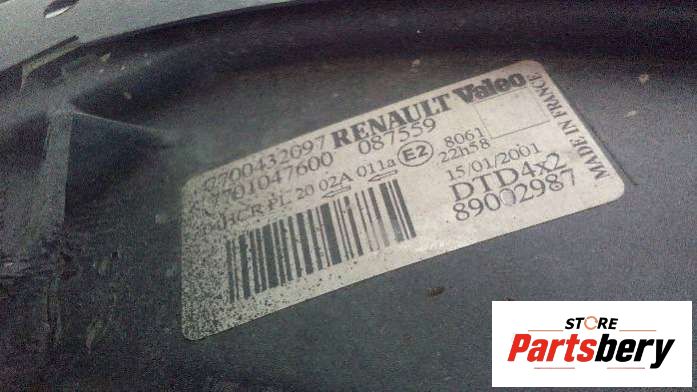 7700432097 RENAULT Valeo
7701047600 087559
HCR PL 20 02A 011a E2 8061
22h58
15/01/2001
DTD4x2
89002987
MADE IN FRANCE
STORE
Partsbery